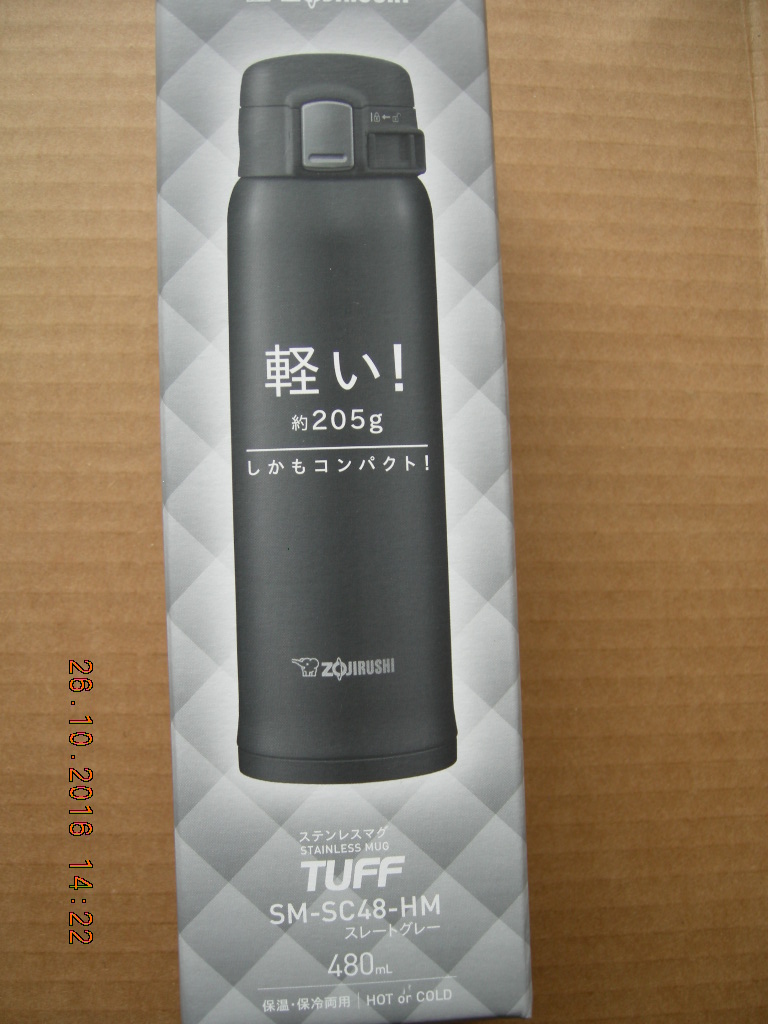 ZOJIRUSHI
軽い!
約205g
しかもコンパクト!
ZOJIRUSHI
ステンレスマグ
STAINLESS MUG
TUFF
SM-SC48-HM
スレートグレー
480mL
保温・保冷両用 | HOT or COLD
26.10.2016 14:22